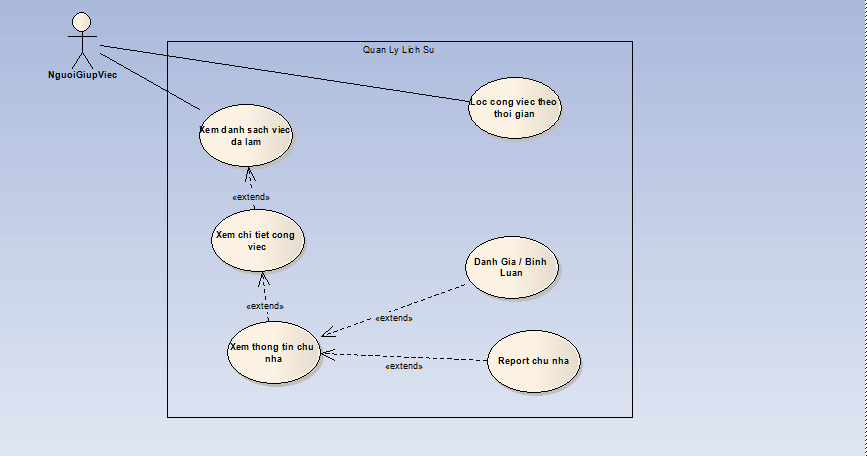 Quan Ly Lich Su
NguoiGiupViec
Loc cong viec theo
thoi gian
Xem danh sach viec
da lam
«extend»
Xem chi tiet cong
viec
Danh Gia / Binh
Luan
«extend»
«extend»
Xem thong tin chu
nha
Report chu nha
«extend»